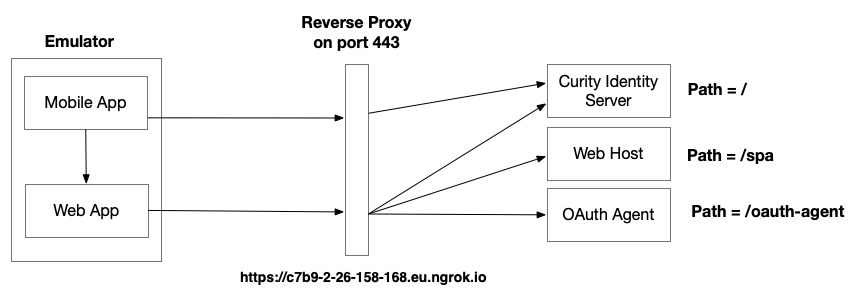 Reverse Proxy
on port 443
Emulator
Mobile App
Web App
Curity Identity
Server
Path = /
Web Host
Path = /spa
OAuth Agent
Path = /oauth-agent
https://c7b9-2-26-158-168.eu.ngrok.io